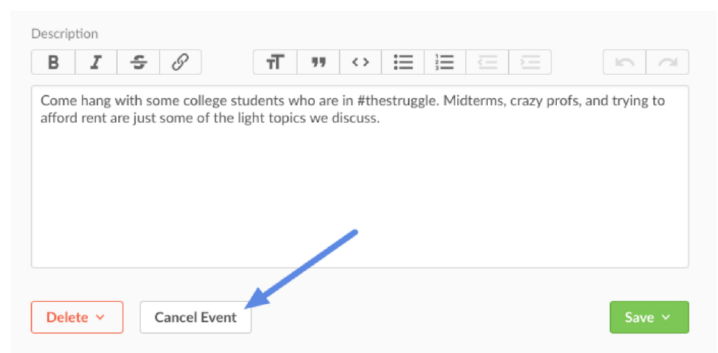 Description
Come hang with some college students who are in #thestruggle. Midterms, crazy profs, and trying to
afford rent are just some of the light topics we discuss.
Delete
Cancel Event
Save